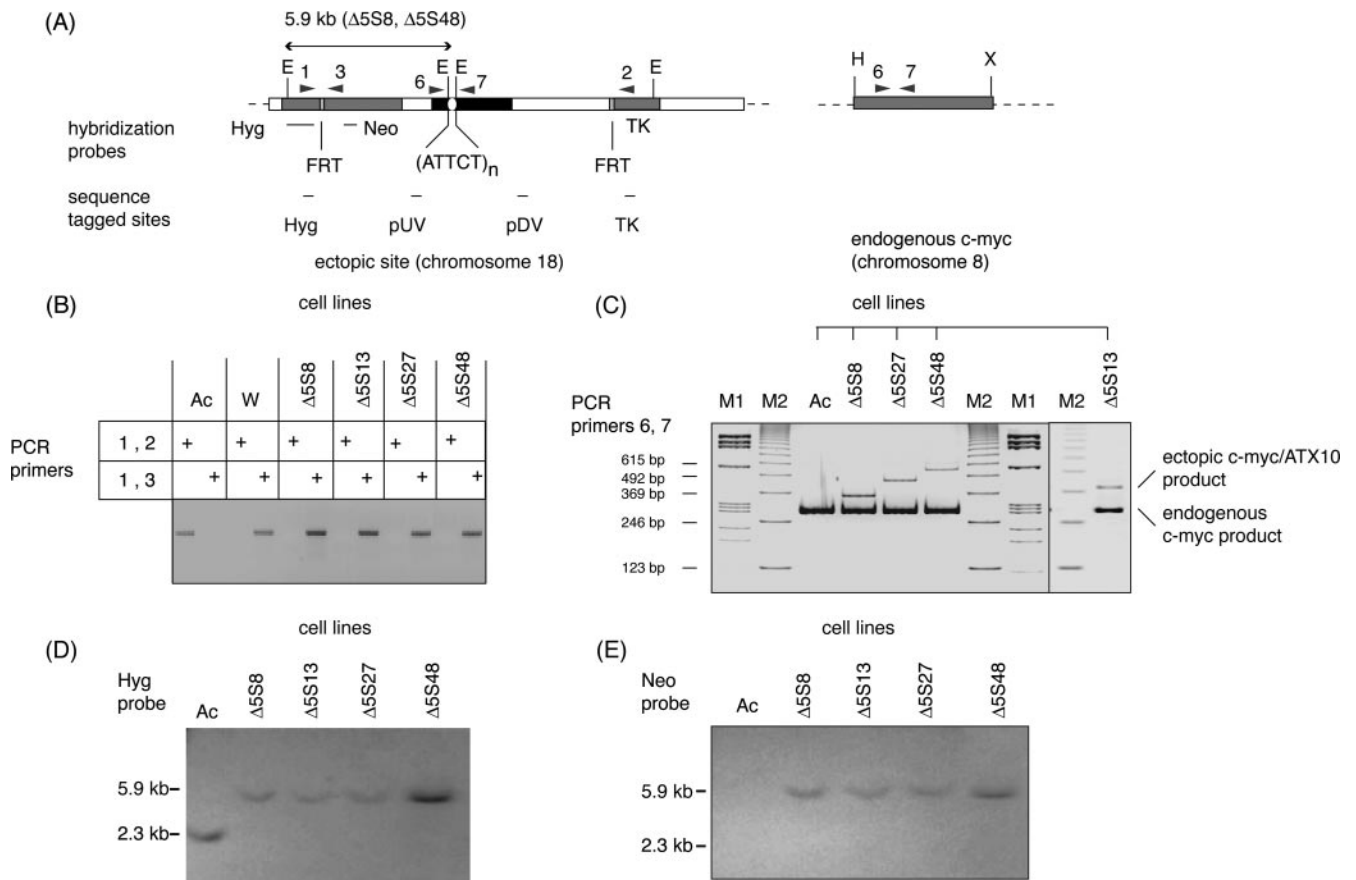 (A)
5.9 kb (Δ5S8, Δ5S48)
E 1 3 6 E E 7 2 E
H 6 7 X
hybridization probes
Hyg Neo TK
FRT (ATTCT)n FRT
sequence tagged sites
Hyg pUV pDV TK
ectopic site (chromosome 18)
endogenous c-myc
(chromosome 8)
(B)
cell lines
Ac W Δ5S8 Δ5S13 Δ5S27 Δ5S48
PCR primers
1 , 2 + + + + + +
1 , 3 + + + + + +
(C)
cell lines
PCR
primers 6, 7
M1 M2 Ac Δ5S8 Δ5S27 Δ5S48 M2 M1 M2 Δ5S13
615 bp
492 bp
369 bp
246 bp
123 bp
ectopic c-myc/ATX10
product
endogenous
c-myc product
(D)
cell lines
Hyg
probe
Ac Δ5S8 Δ5S13 Δ5S27 Δ5S48
5.9 kb
2.3 kb
(E)
cell lines
Neo
probe
Ac Δ5S8 Δ5S13 Δ5S27 Δ5S48
5.9 kb
2.3 kb